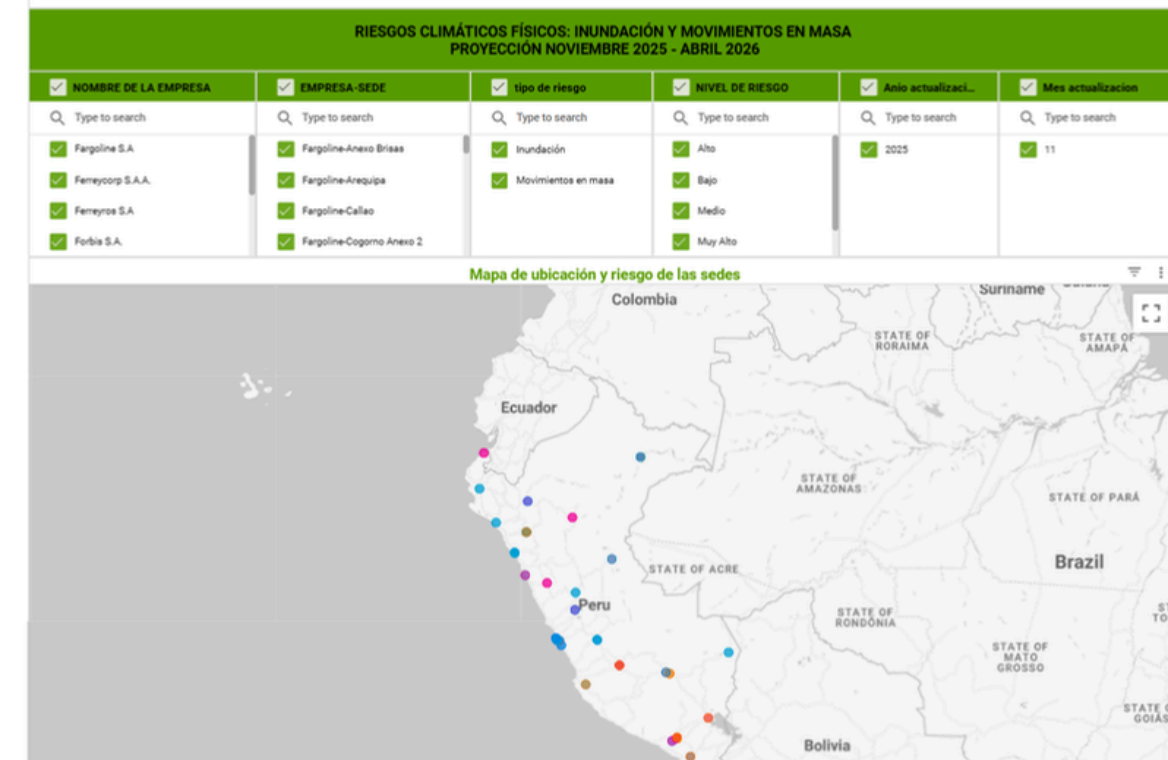 RIESGOS CLIMÁTICOS FÍSICOS: INUNDACIÓN Y MOVIMIENTOS EN MASA
PROYECCIÓN NOVIEMBRE 2025 - ABRIL 2026
NOMBRE DE LA EMPRESA
EMPRESA-SEDE
tipo de riesgo
NIVEL DE RIESGO
Anio actualizaci...
Mes actualizacion
Type to search
Type to search
Type to search
Type to search
Type to search
Type to search
Fargoline S.A
Fargoline-Anexo Brisas
Inundación
Alto
2025
11
Ferreycorp S.A.A.
Fargoline-Arequipa
Movimientos en masa
Bajo
Ferreyros S.A
Fargoline-Callao
Medio
Forbis S.A.
Fargoline-Cogorno Anexo 2
Muy Alto
Mapa de ubicación y riesgo de las sedes
Colombia
Suriname
STATE OF
RORAIMA
STATE OF
AMAPÁ
Ecuador
STATE OF
AMAZONAS
STATE OF PARÁ
Brazil
STATE OF ACRE
Peru
STATE OF
RONDÔNIA
STATE OF
MATO
GROSSO
STATE
GOIÁS
Bolivia